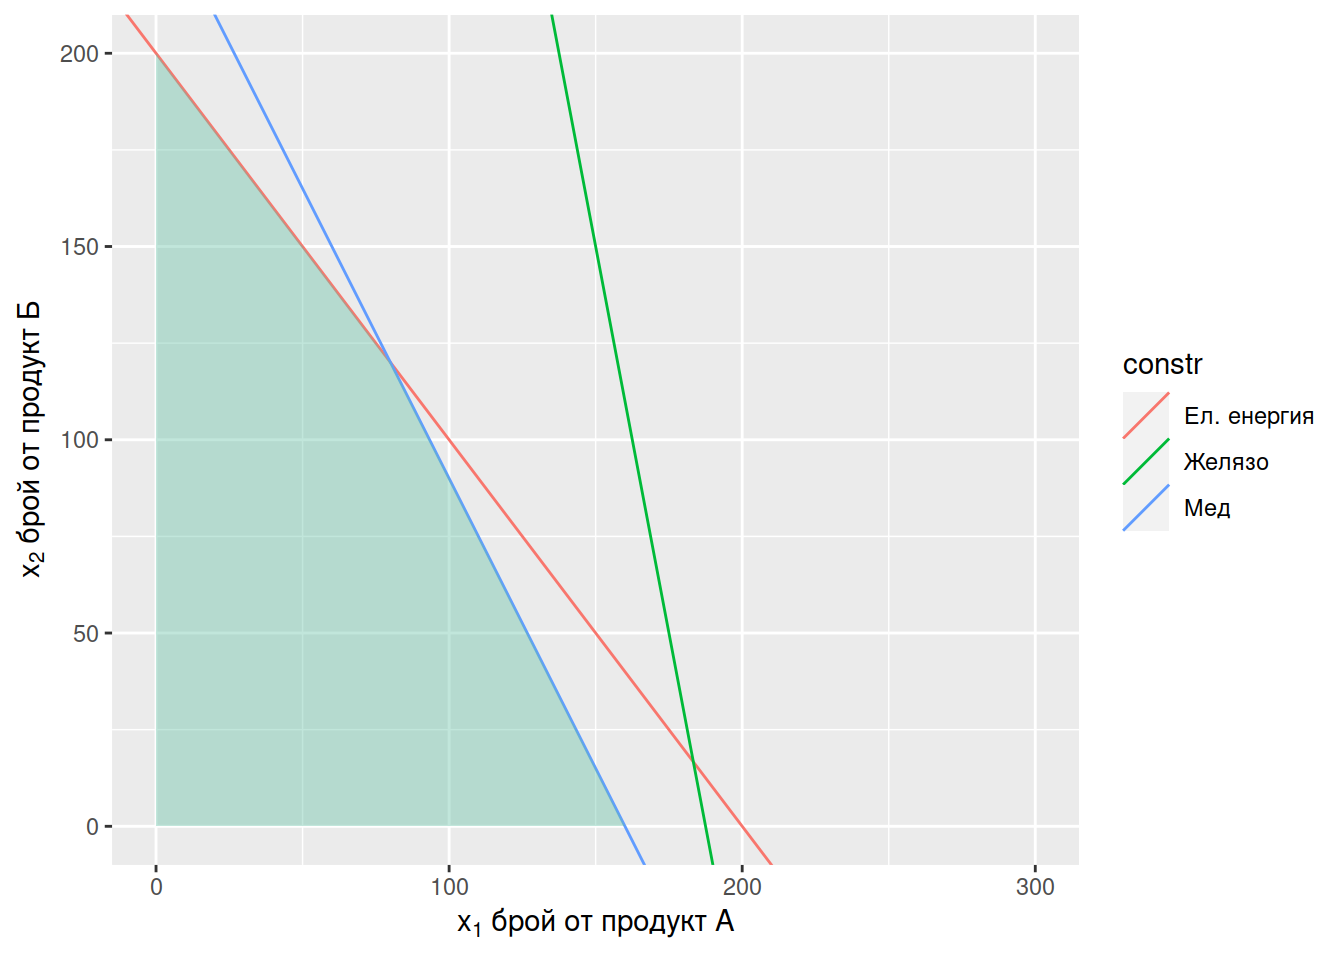 200
150
100
50
0
0
100
200
300
x₁ брой от продукт А
x₂ брой от продукт Б
constr
Ел. енергия
Желязо
Мед